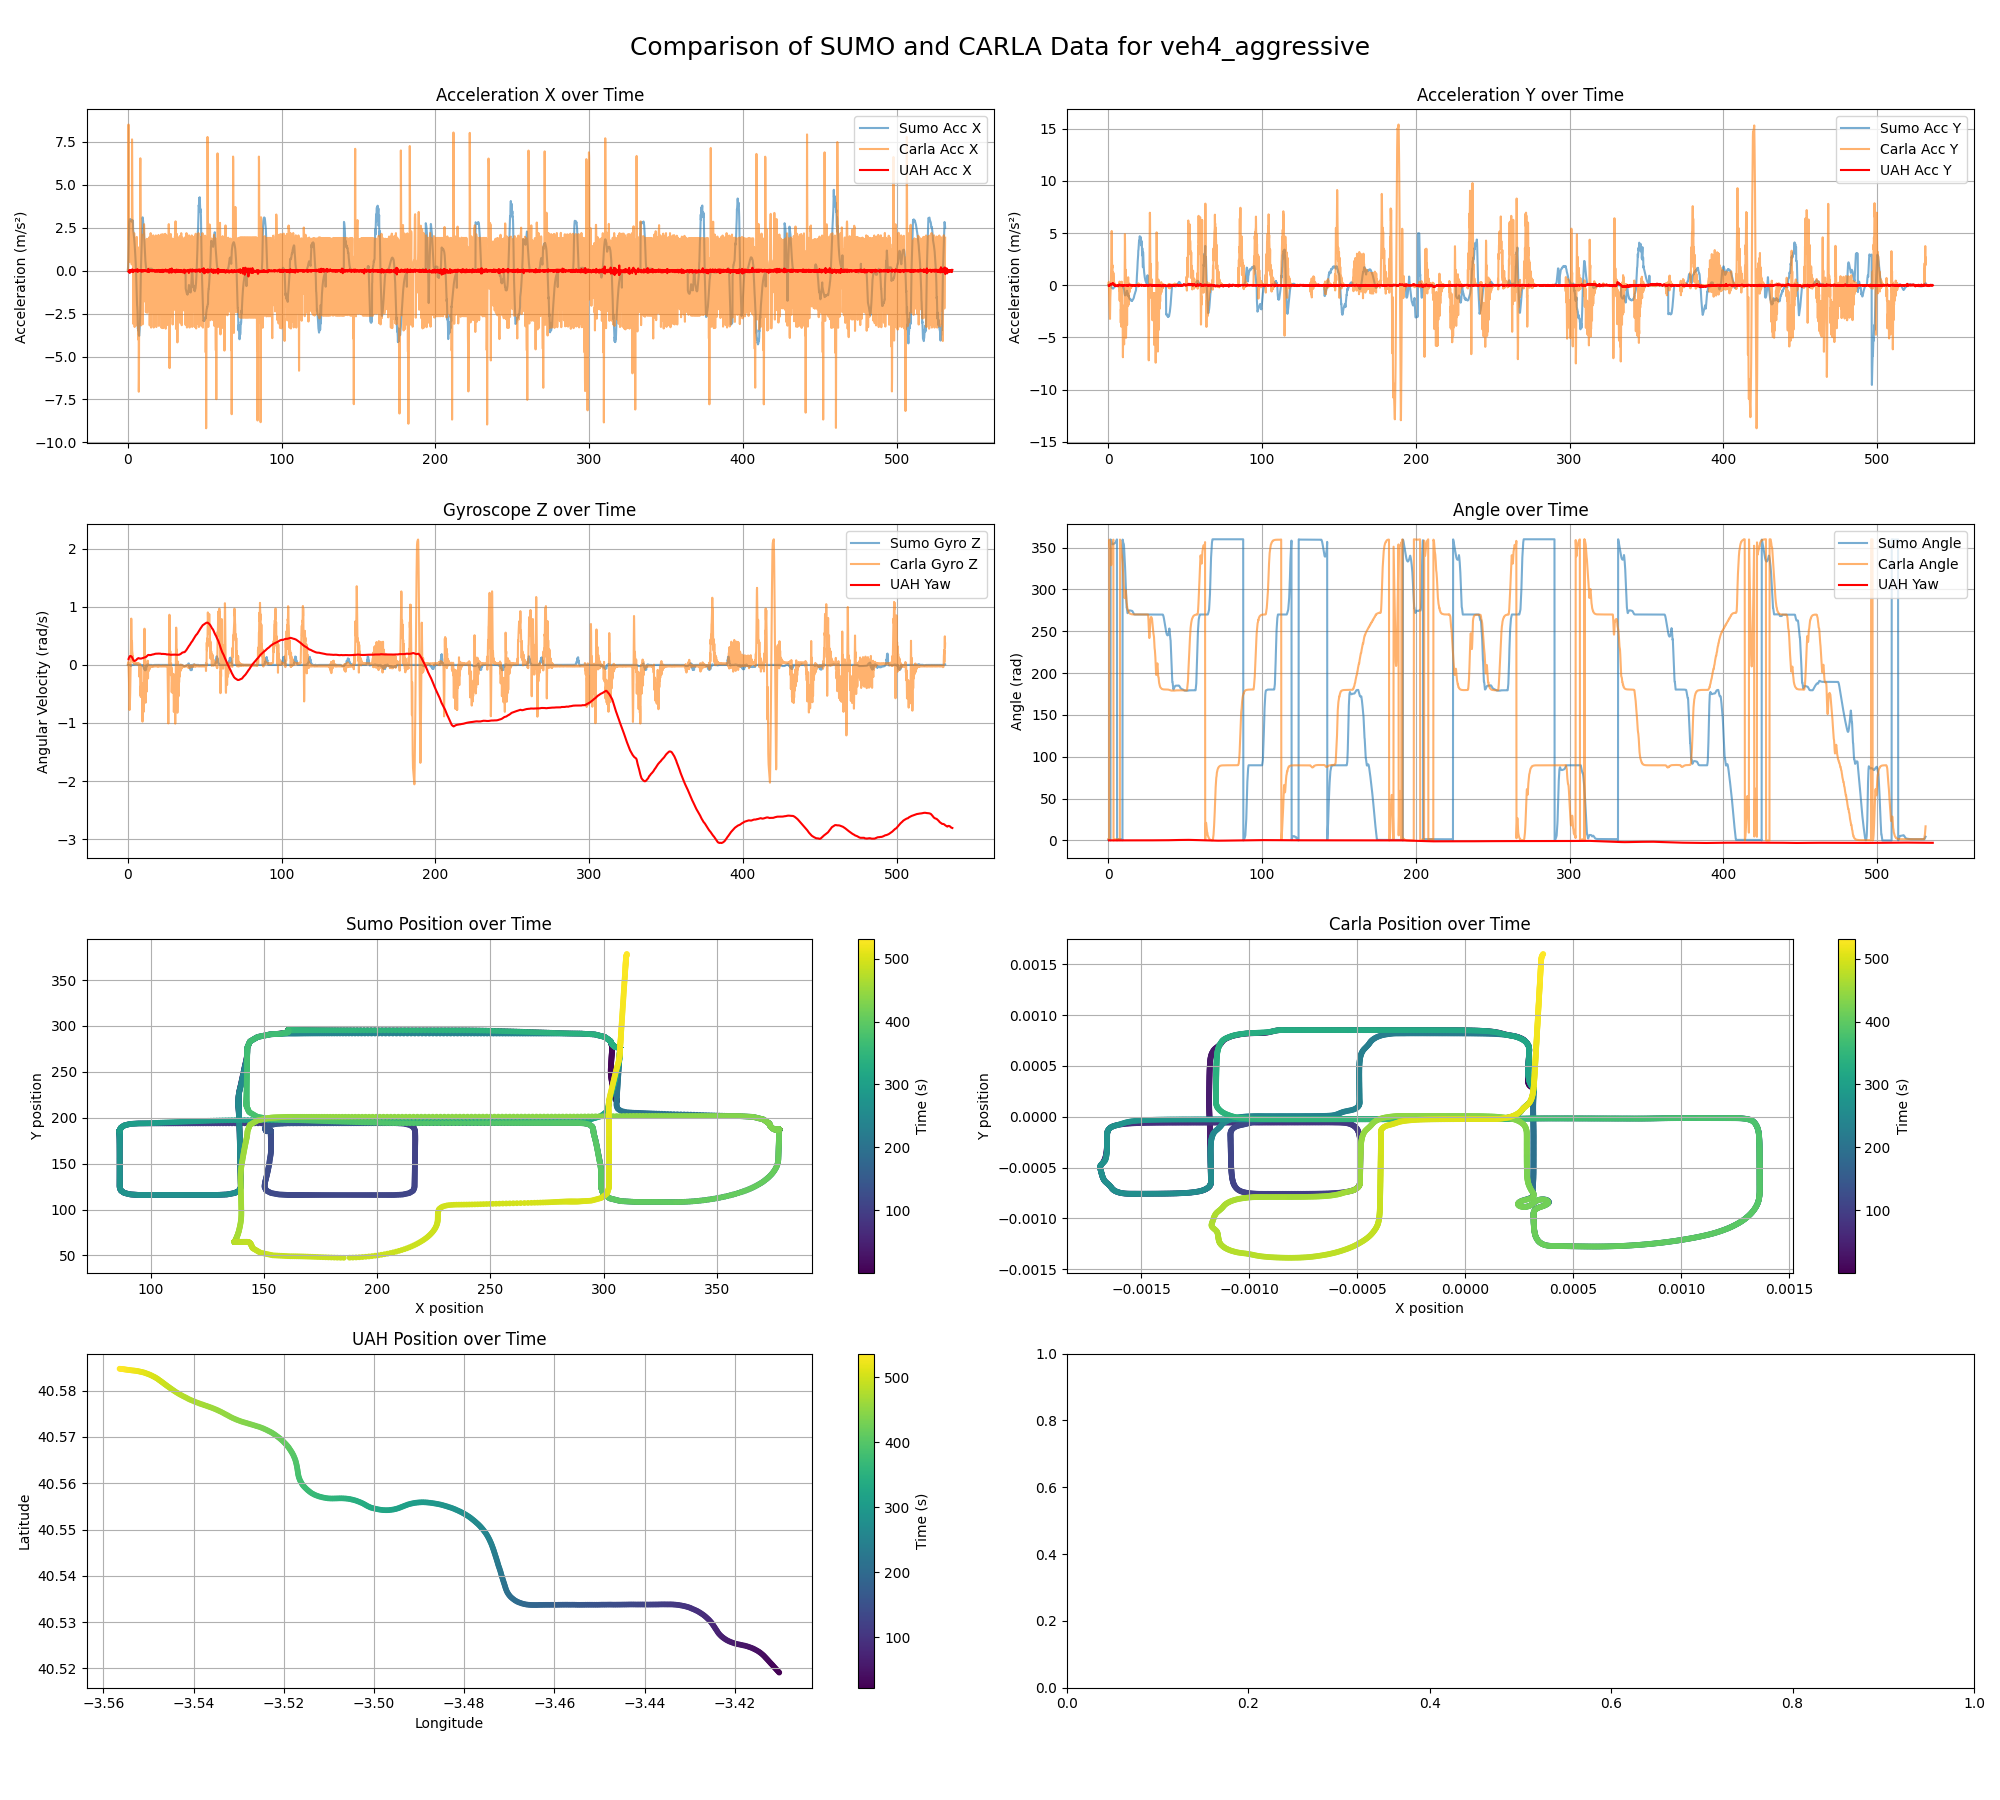 Comparison of SUMO and CARLA Data for veh4_aggressive
Acceleration X over Time
Acceleration (m/s²)
7.5
5.0
2.5
0.0
−2.5
−5.0
−7.5
−10.0
0 100 200 300 400 500
Sumo Acc X
Carla Acc X
UAH Acc X
Acceleration Y over Time
Acceleration (m/s²)
15
10
5
0
−5
−10
−15
0 100 200 300 400 500
Sumo Acc Y
Carla Acc Y
UAH Acc Y
Gyroscope Z over Time
Angular Velocity (rad/s)
2
1
0
−1
−2
−3
0 100 200 300 400 500
Sumo Gyro Z
Carla Gyro Z
UAH Yaw
Angle over Time
Angle (rad)
350
300
250
200
150
100
50
0
0 100 200 300 400 500
Sumo Angle
Carla Angle
UAH Yaw
Sumo Position over Time
Y position
350
300
250
200
150
100
50
100 150 200 250 300 350
X position
500
400
300
200
100
Time (s)
Carla Position over Time
Y position
0.0015
0.0010
0.0005
0.0000
−0.0005
−0.0010
−0.0015
−0.0015 −0.0010 −0.0005 0.0000 0.0005 0.0010 0.0015
X position
500
400
300
200
100
Time (s)
UAH Position over Time
Latitude
40.58
40.57
40.56
40.55
40.54
40.53
40.52
−3.56 −3.54 −3.52 −3.50 −3.48 −3.46 −3.44 −3.42
Longitude
500
400
300
200
100
Time (s)
1.0
0.8
0.6
0.4
0.2
0.0
0.0 0.2 0.4 0.6 0.8 1.0